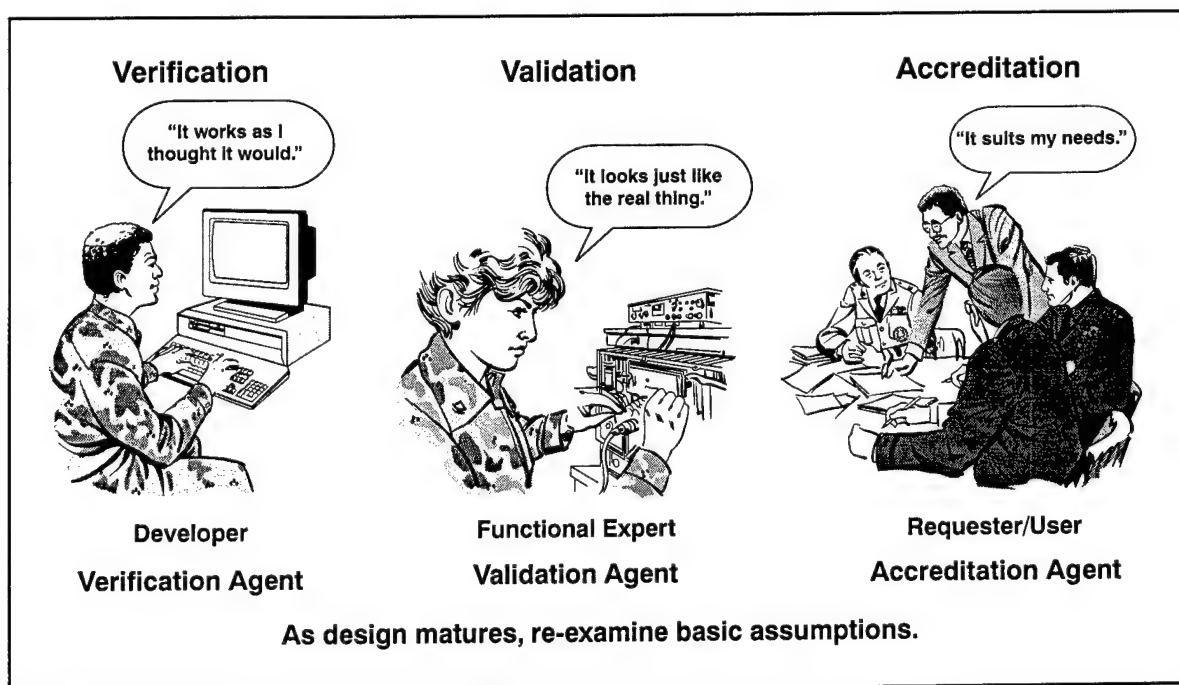 Verification
Validation
Accreditation
“It works as I
thought it would.”
“It looks just like
the real thing.”
“It suits my needs.”
Developer
Functional Expert
Requester/User
Verification Agent
Validation Agent
Accreditation Agent
As design matures, re-examine basic assumptions.